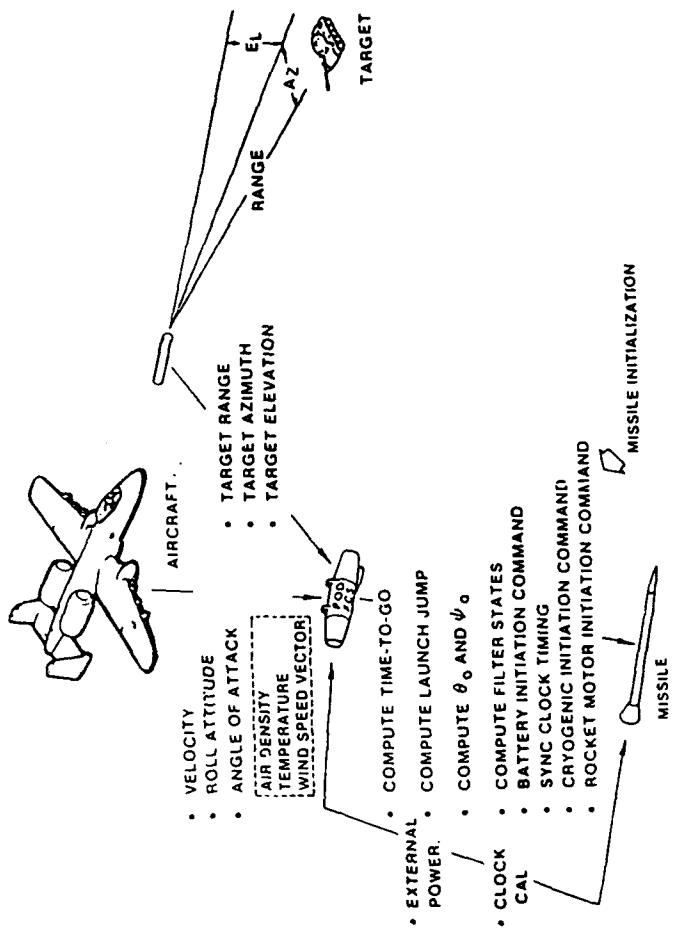 AIRCRAFT..
EL
AZ
RANGE
TARGET
• TARGET RANGE
• TARGET AZIMUTH
• TARGET ELEVATION
• VELOCITY
• ROLL ATTITUDE
• ANGLE OF ATTACK
AIR DENSITY
TEMPERATURE
WIND SPEED VECTOR
POD
FCS
• EXTERNAL
POWER.
• CLOCK
CAL
• COMPUTE TIME-TO-GO
• COMPUTE LAUNCH JUMP
• COMPUTE θo AND ψo
• COMPUTE FILTER STATES
• BATTERY INITIATION COMMAND
• SYNC CLOCK TIMING
• CRYOGENIC INITIATION COMMAND
• ROCKET MOTOR INITIATION COMMAND
MISSILE INITIALIZATION
MISSILE